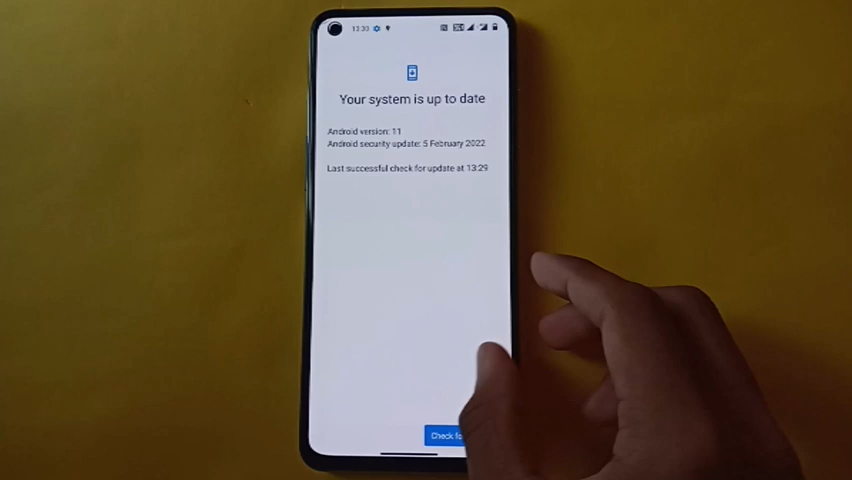 13:30
Your system is up to date
Android version: 11
Android security update: 5 February 2022
Last successful check for update at 13:29
Check fo